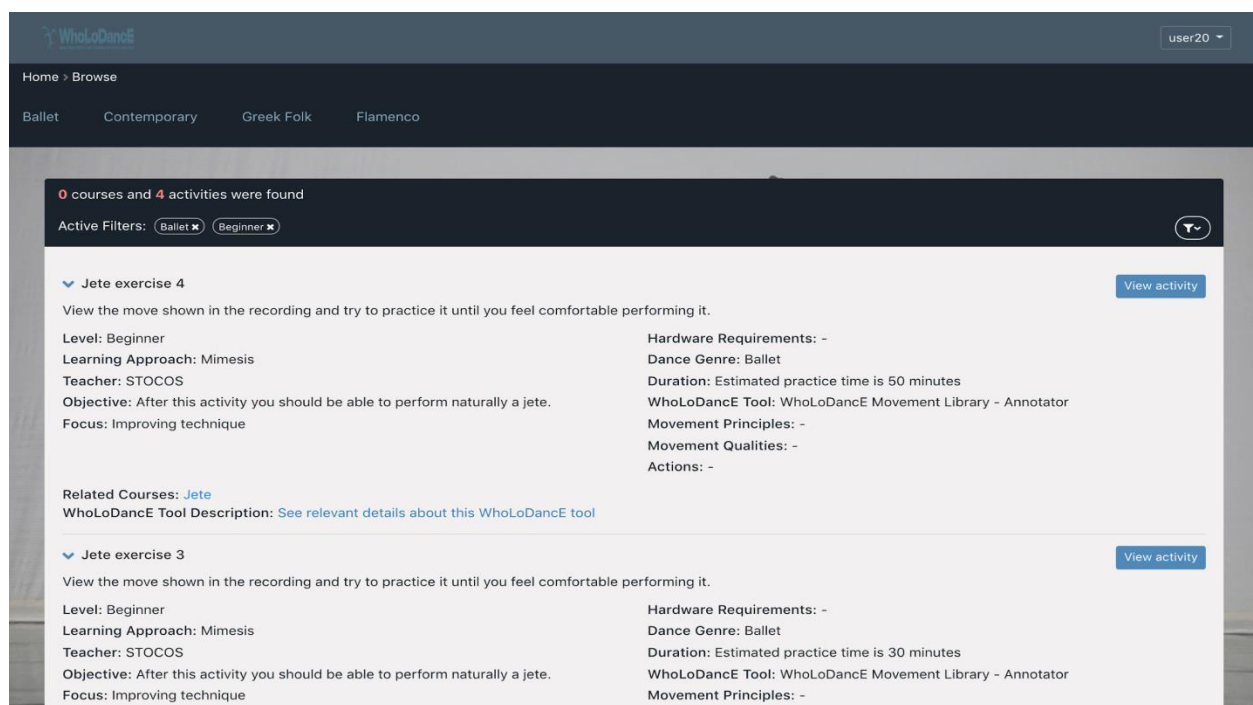 WhoLoDancE
user20
Home > Browse
Ballet Contemporary Greek Folk Flamenco
0 courses and 4 activities were found
Active Filters: Ballet Beginner
Jete exercise 4
View activity
View the move shown in the recording and try to practice it until you feel comfortable performing it.
Level: Beginner
Learning Approach: Mimesis
Teacher: STOCOS
Objective: After this activity you should be able to perform naturally a jete.
Focus: Improving technique
Hardware Requirements: -
Dance Genre: Ballet
Duration: Estimated practice time is 50 minutes
WhoLoDancE Tool: WhoLoDancE Movement Library - Annotator
Movement Principles: -
Movement Qualities: -
Actions: -
Related Courses: Jete
WhoLoDancE Tool Description: See relevant details about this WhoLoDancE tool
Jete exercise 3
View activity
View the move shown in the recording and try to practice it until you feel comfortable performing it.
Level: Beginner
Learning Approach: Mimesis
Teacher: STOCOS
Objective: After this activity you should be able to perform naturally a jete.
Focus: Improving technique
Hardware Requirements: -
Dance Genre: Ballet
Duration: Estimated practice time is 30 minutes
WhoLoDancE Tool: WhoLoDancE Movement Library - Annotator
Movement Principles: -